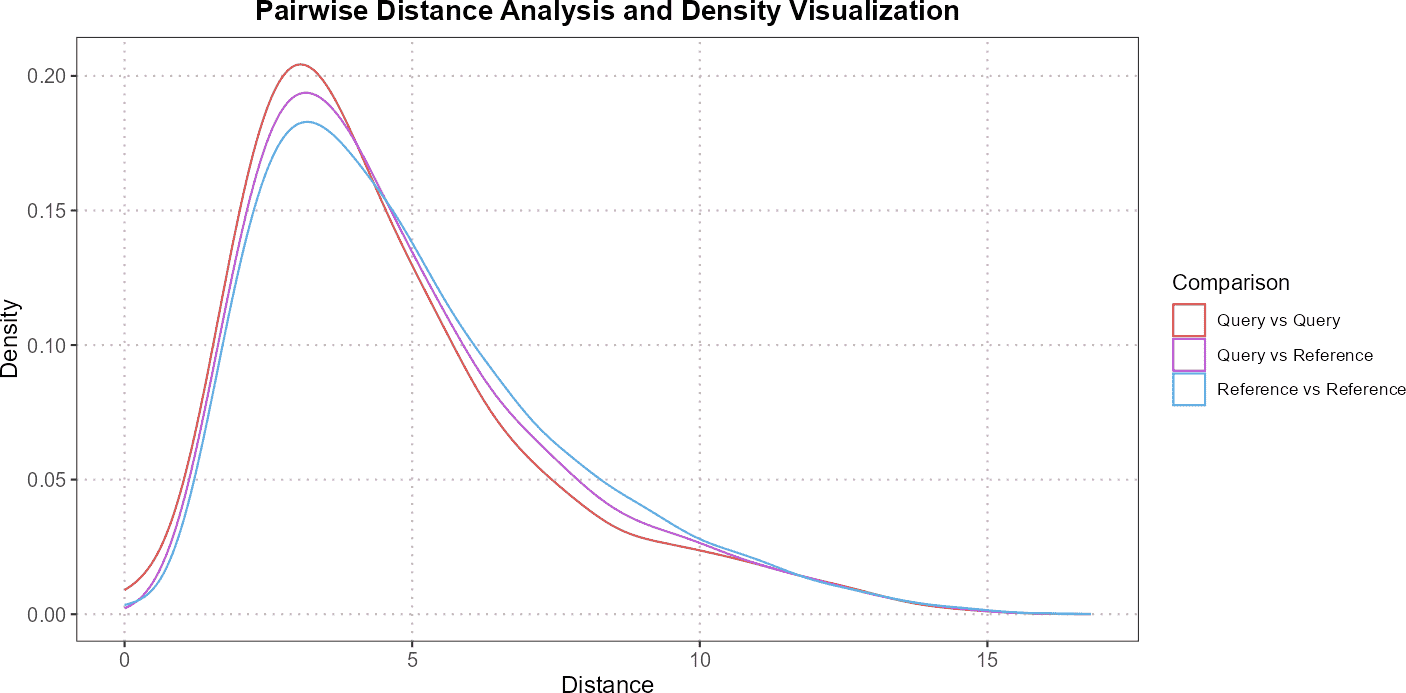 Pairwise Distance Analysis and Density Visualization
0.20
0.15
0.10
0.05
0.00
Density
0
5
10
15
Distance
Comparison
Query vs Query
Query vs Reference
Reference vs Reference